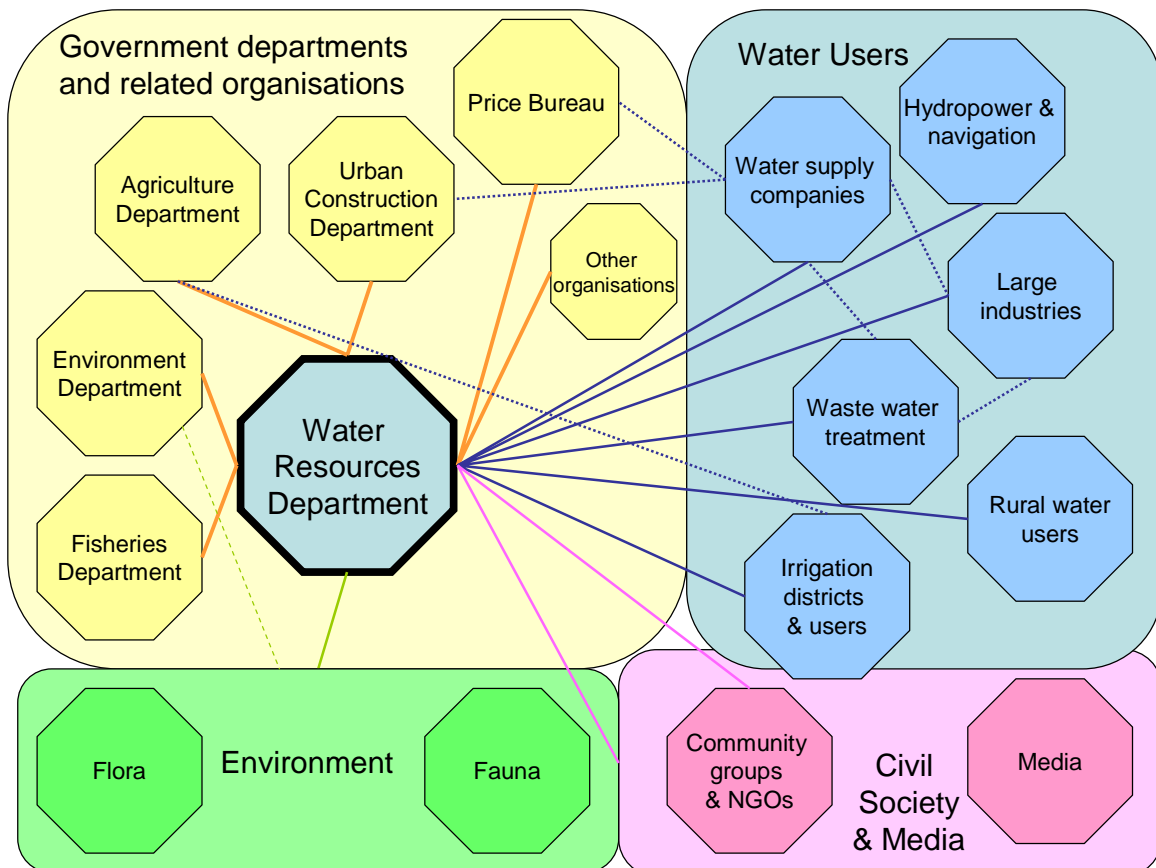 Government departments
and related organisations
Price Bureau
Agriculture
Department
Urban
Construction
Department
Other
organisations
Environment
Department
Water
Resources
Department
Fisheries
Department
Water Users
Hydropower &
navigation
Water supply
companies
Large
industries
Waste water
treatment
Rural water
users
Irrigation
districts
& users
Flora
Environment
Fauna
Community
groups
& NGOs
Civil
Society
& Media
Media